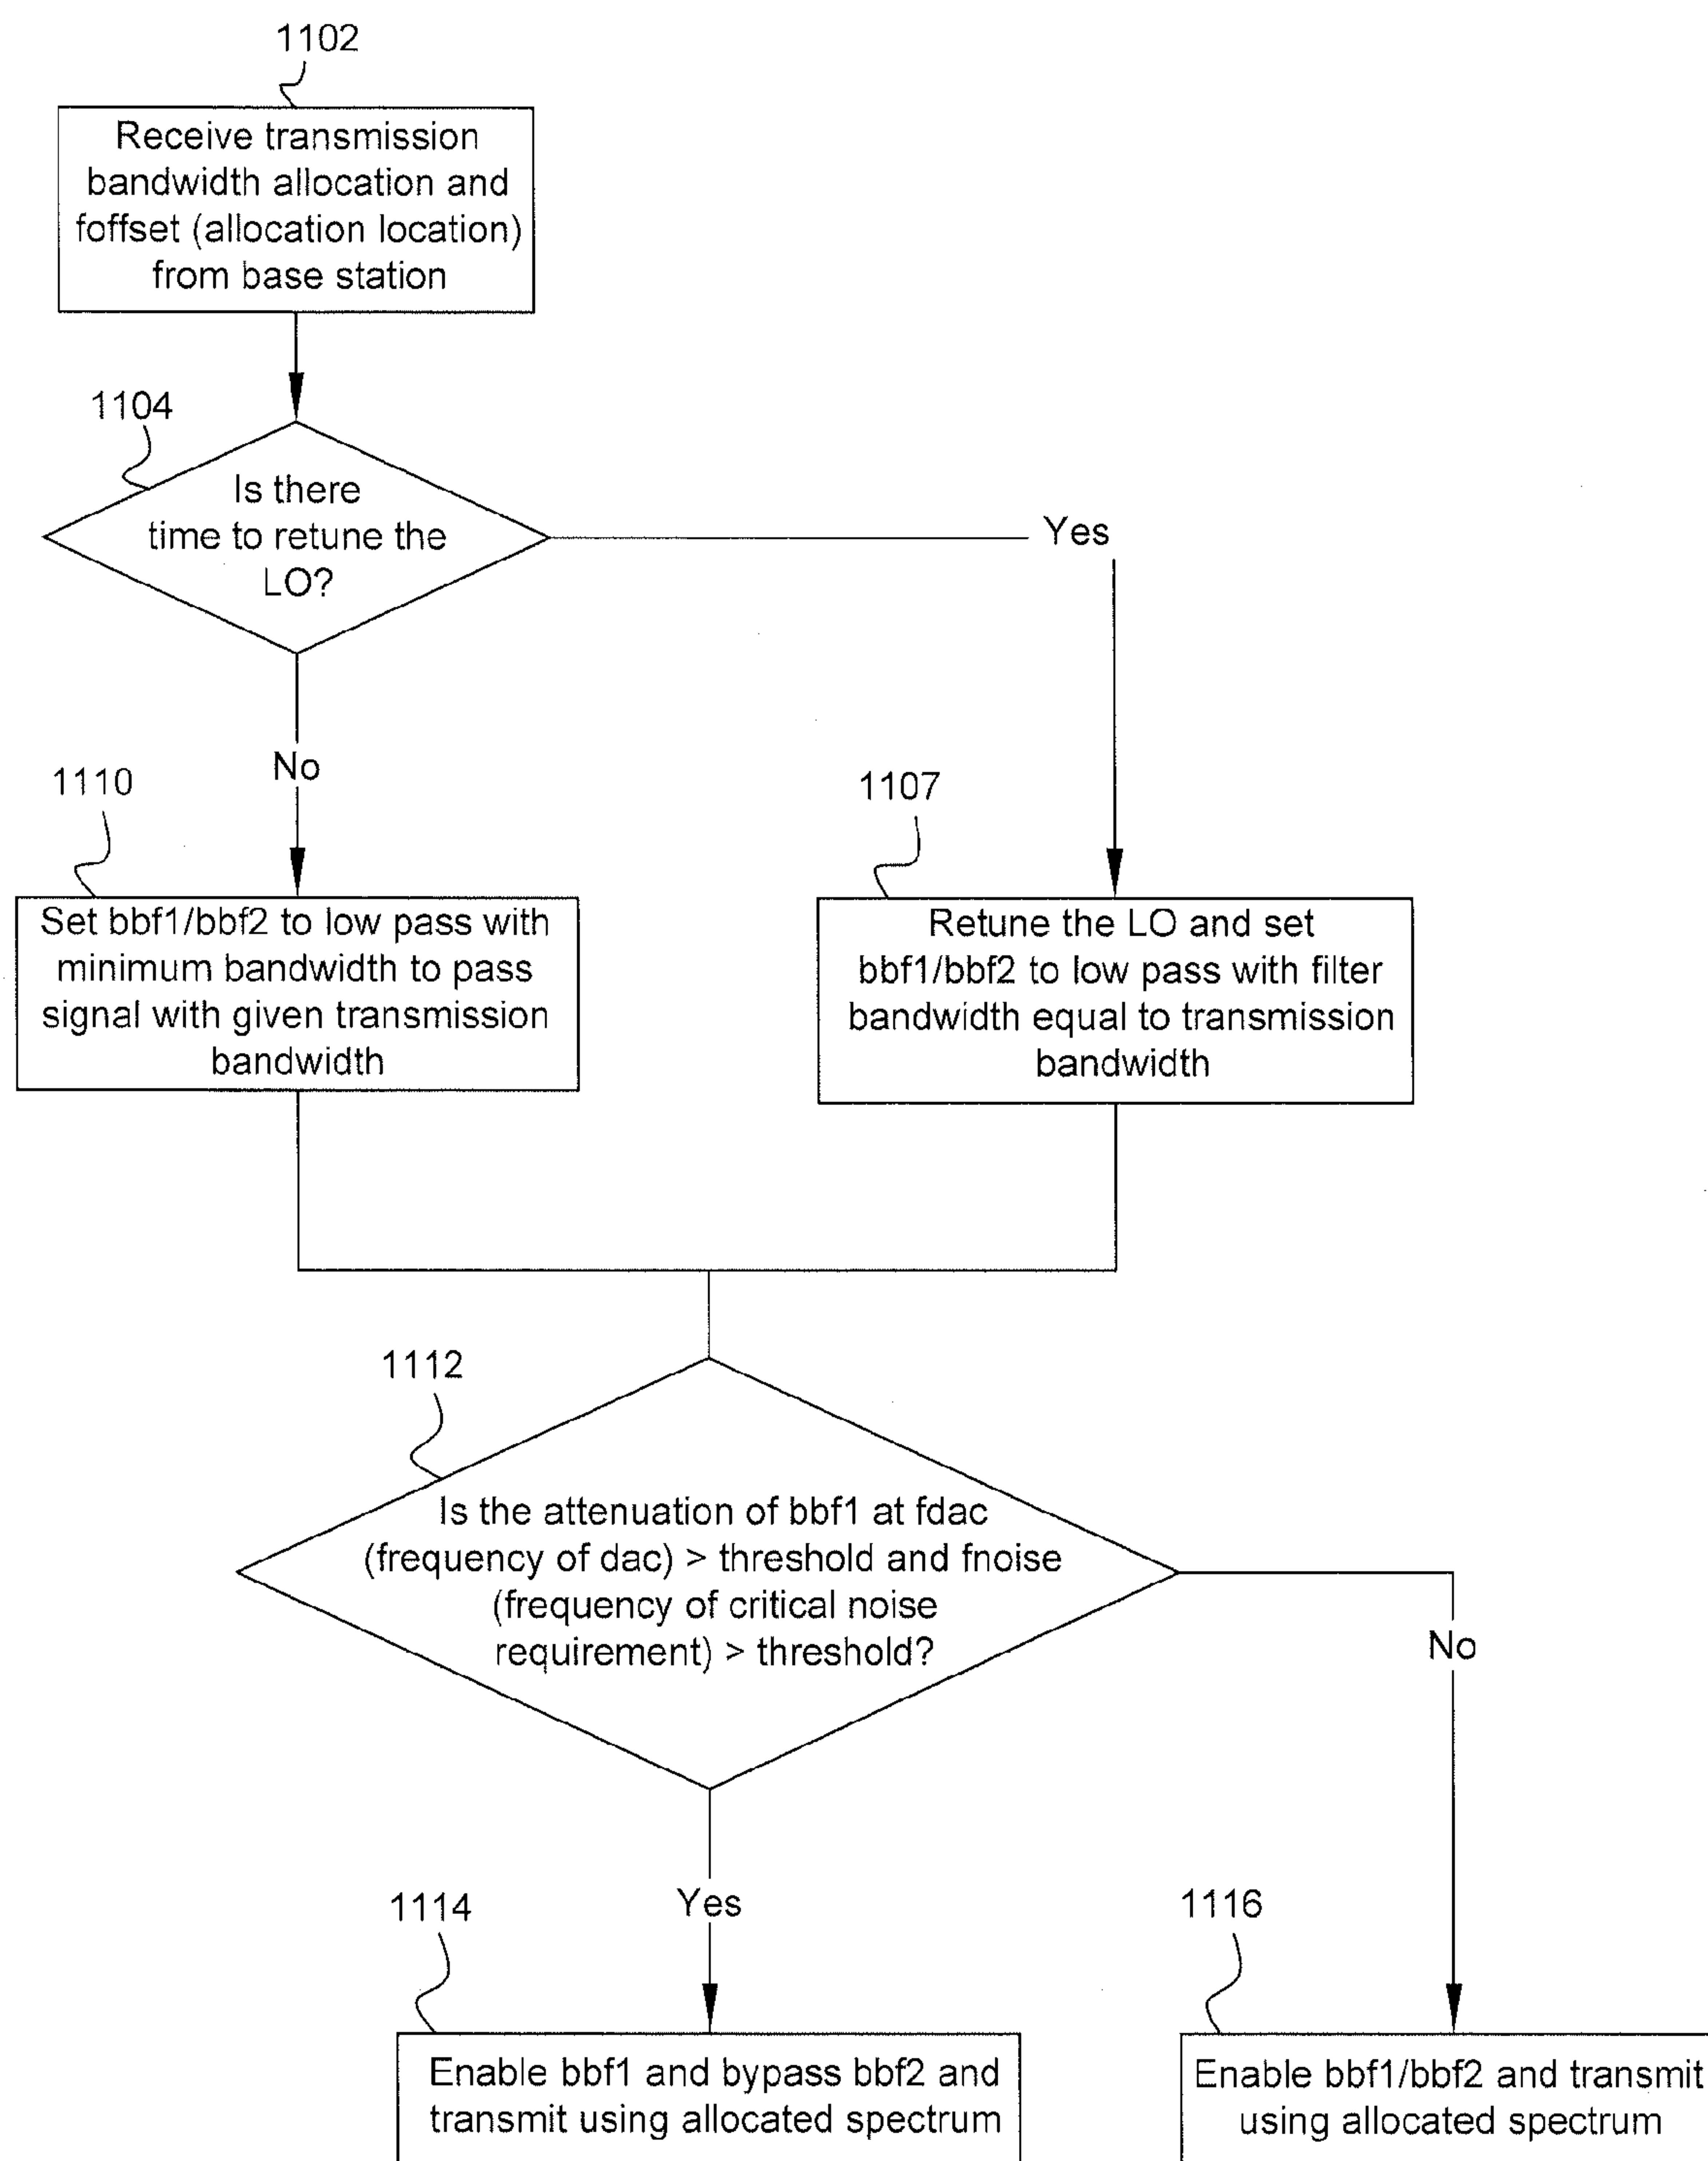 1102
Receive transmission
bandwidth allocation and
foffset (allocation location)
from base station
1104
Is there
time to retune the
LO?
Yes
No
1110
Set bbf1/bbf2 to low pass with
minimum bandwidth to pass
signal with given transmission
bandwidth
1107
Retune the LO and set
bbf1/bbf2 to low pass with filter
bandwidth equal to transmission
bandwidth
1112
Is the attenuation of bbf1 at fdac
(frequency of dac) > threshold and fnoise
(frequency of critical noise
requirement) > threshold?
No
Yes
1114
Enable bbf1 and bypass bbf2 and
transmit using allocated spectrum
1116
Enable bbf1/bbf2 and transmit
using allocated spectrum